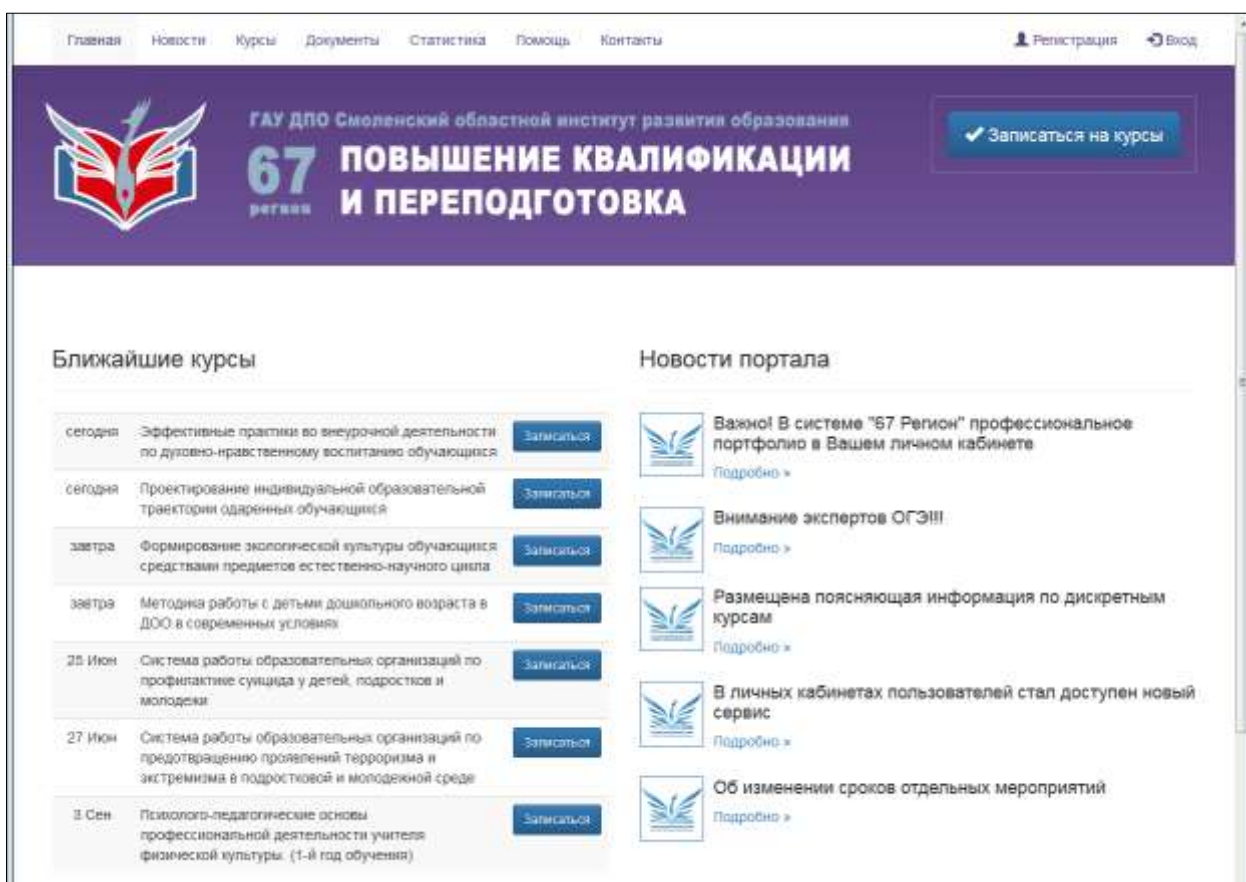 Главная Новости Курсы Документы Статистика Помощь Контакты Регистрация Вход
ГАУ ДПО Смоленский областной институт развития образования
67 регион
ПОВЫШЕНИЕ КВАЛИФИКАЦИИ
И ПЕРЕПОДГОТОВКА
Записаться на курсы
Ближайшие курсы
сегодня Эффективные практики во внеурочной деятельности
по духовно-нравственному воспитанию обучающихся
Записаться
сегодня Проектирование индивидуальной образовательной
траектории одаренных обучающихся
Записаться
завтра Формирование экологической культуры обучающихся
средствами предметов естественно-научного цикла
Записаться
завтра Методика работы с детьми дошкольного возраста в
ДОО в современных условиях
Записаться
25 Июн Система работы образовательных организаций по
профилактике суицида у детей, подростков и
молодежи
Записаться
27 Июн Система работы образовательных организаций по
предотвращению проявлений терроризма и
экстремизма в подростковой и молодежной среде
Записаться
3 Сен Психолого-педагогические основы
профессиональной деятельности учителя
физической культуры. (1-й год обучения)
Записаться
Новости портала
Важно! В системе "67 Регион" профессиональное
портфолио в Вашем личном кабинете
Подробно »
Внимание экспертов ОГЭ!!!
Подробно »
Размещена поясняющая информация по дискретным
курсам
Подробно »
В личных кабинетах пользователей стал доступен новый
сервис
Подробно »
Об изменении сроков отдельных мероприятий
Подробно »